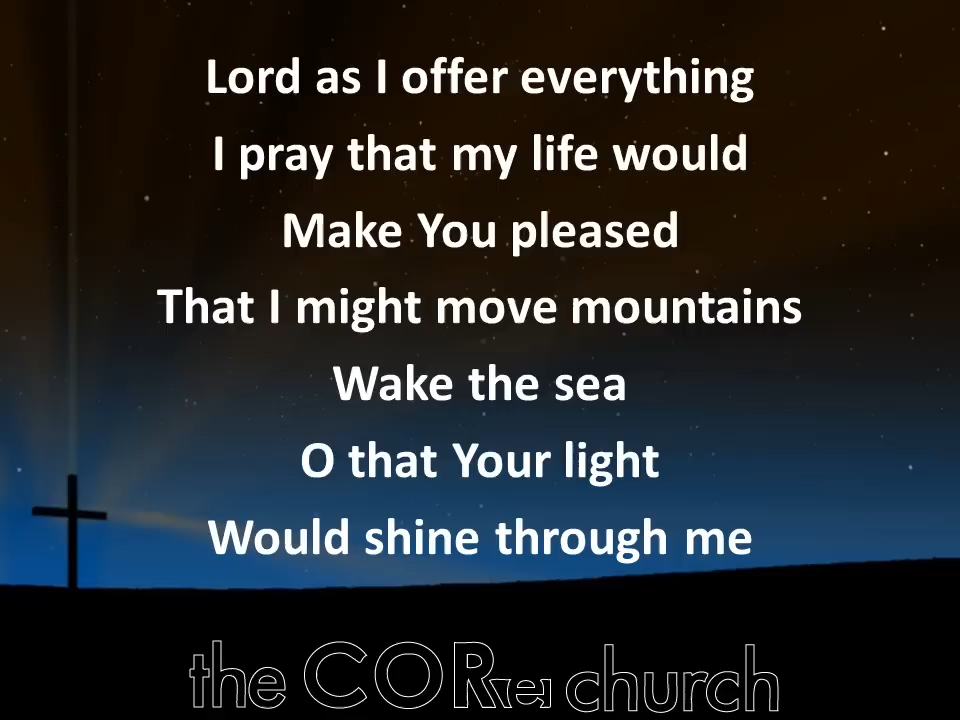 Lord as I offer everything
I pray that my life would
Make You pleased
That I might move mountains
Wake the sea
O that Your light
Would shine through me
the COR church